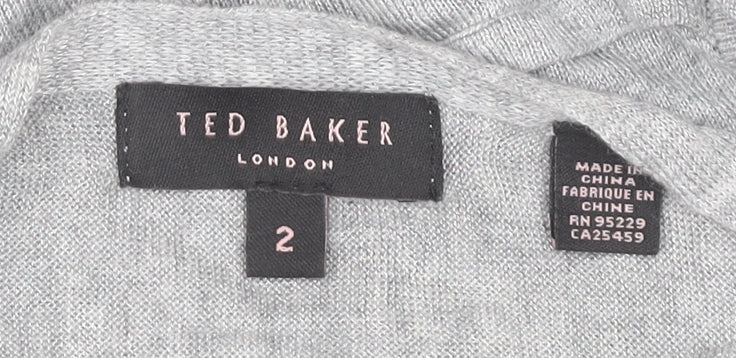 TED BAKER
LONDON
2
MADE IN
CHINA
FABRIQUE EN
CHINE
RN 95229
CA25459